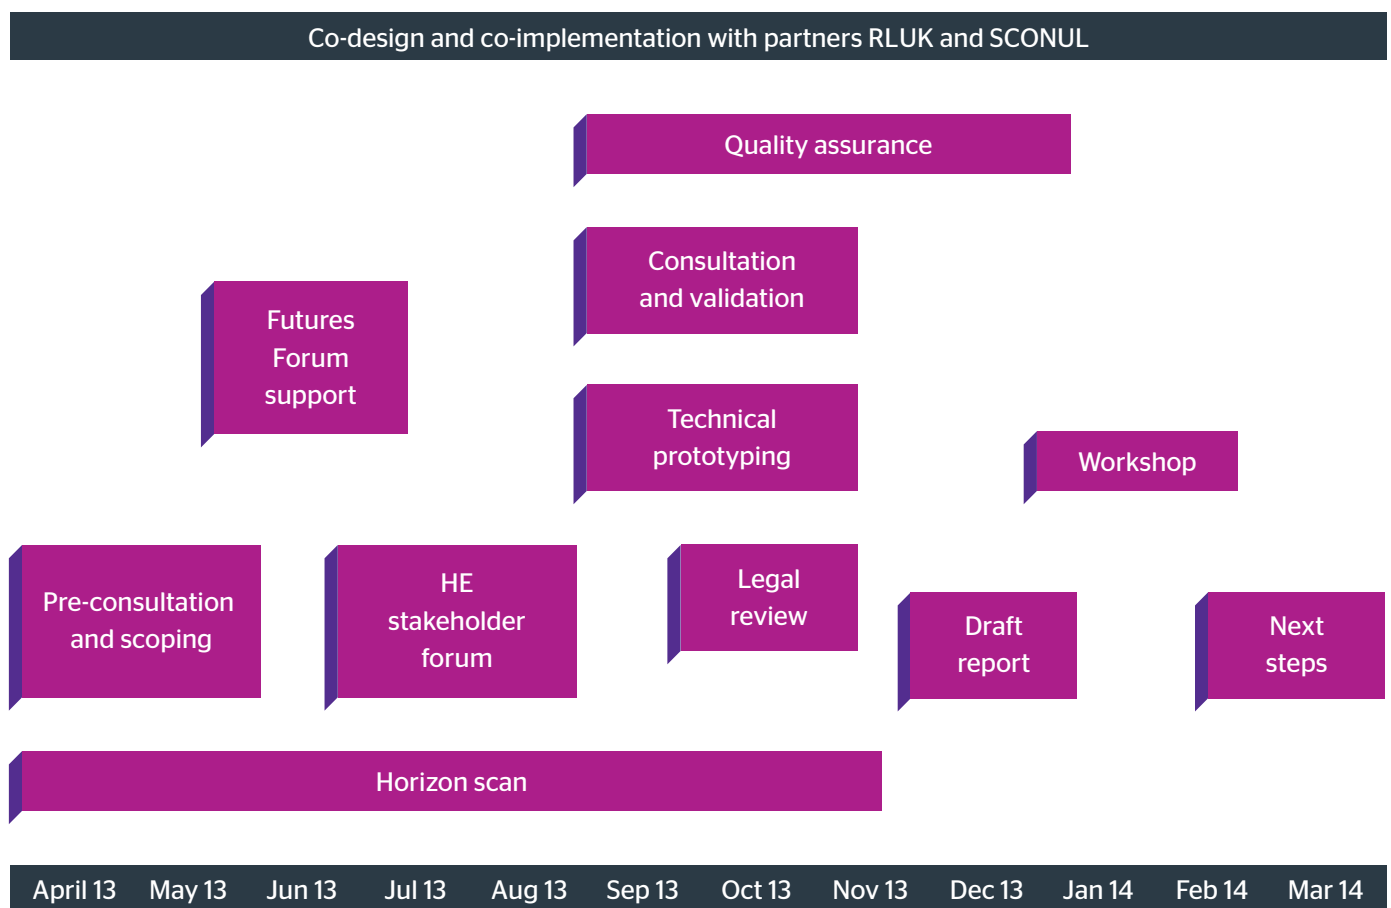 Co-design and co-implementation with partners RLUK and SCONUL
Quality assurance
Consultation
and validation
Futures
Forum
support
Technical
prototyping
Workshop
Pre-consultation
and scoping
HE
stakeholder
forum
Legal
review
Draft
report
Next
steps
Horizon scan
April 13 May 13 Jun 13 Jul 13 Aug 13 Sep 13 Oct 13 Nov 13 Dec 13 Jan 14 Feb 14 Mar 14